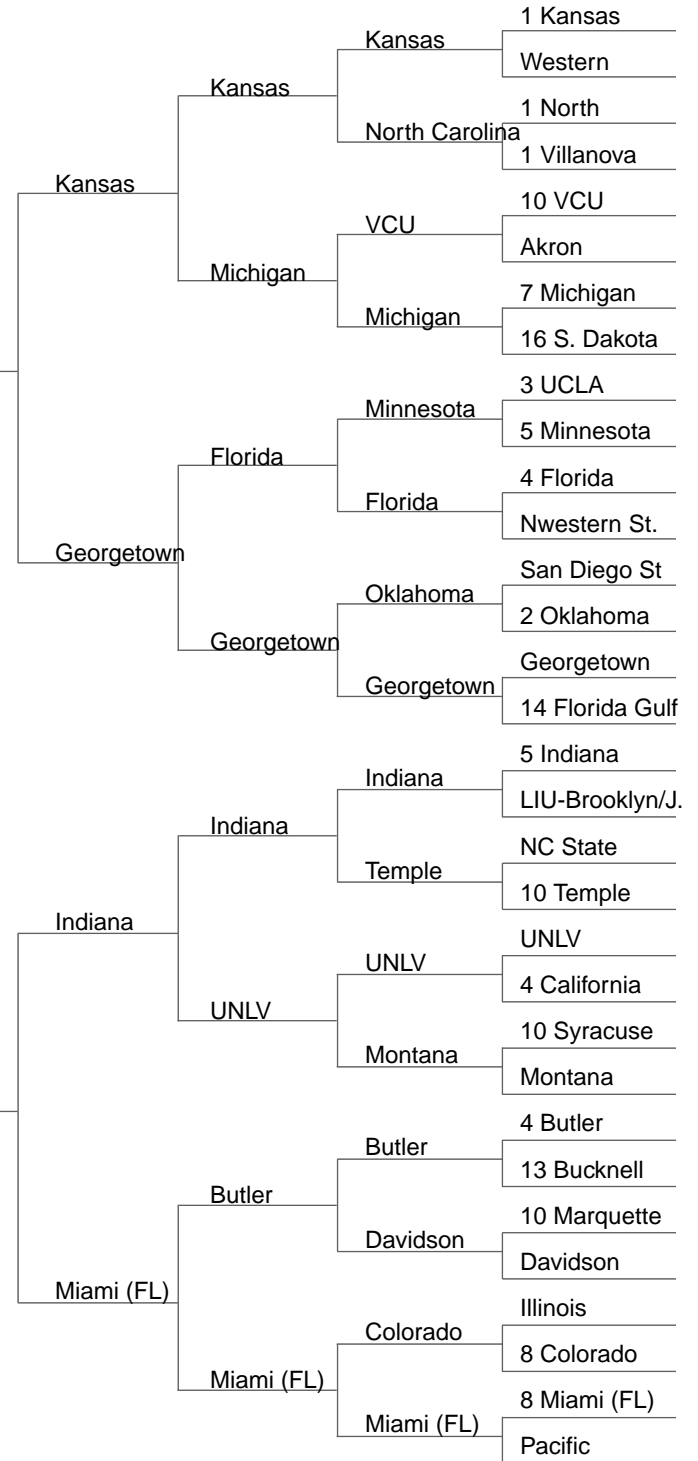 1 Kansas
Kansas
Western
Kansas
1 North
North Carolina
1 Villanova
Kansas
10 VCU
VCU
Akron
Michigan
7 Michigan
Michigan
16 S. Dakota
3 UCLA
Minnesota
5 Minnesota
Florida
4 Florida
Florida
Nwestern St.
Georgetown
San Diego St
Oklahoma
2 Oklahoma
Georgetown
Georgetown
Georgetown
14 Florida Gulf
5 Indiana
Indiana
LIU-Brooklyn/J.
Indiana
NC State
Temple
10 Temple
Indiana
UNLV
UNLV
4 California
UNLV
10 Syracuse
Montana
Montana
4 Butler
Butler
13 Bucknell
Butler
10 Marquette
Davidson
Davidson
Miami (FL)
Illinois
Colorado
8 Colorado
Miami (FL)
8 Miami (FL)
Miami (FL)
Pacific